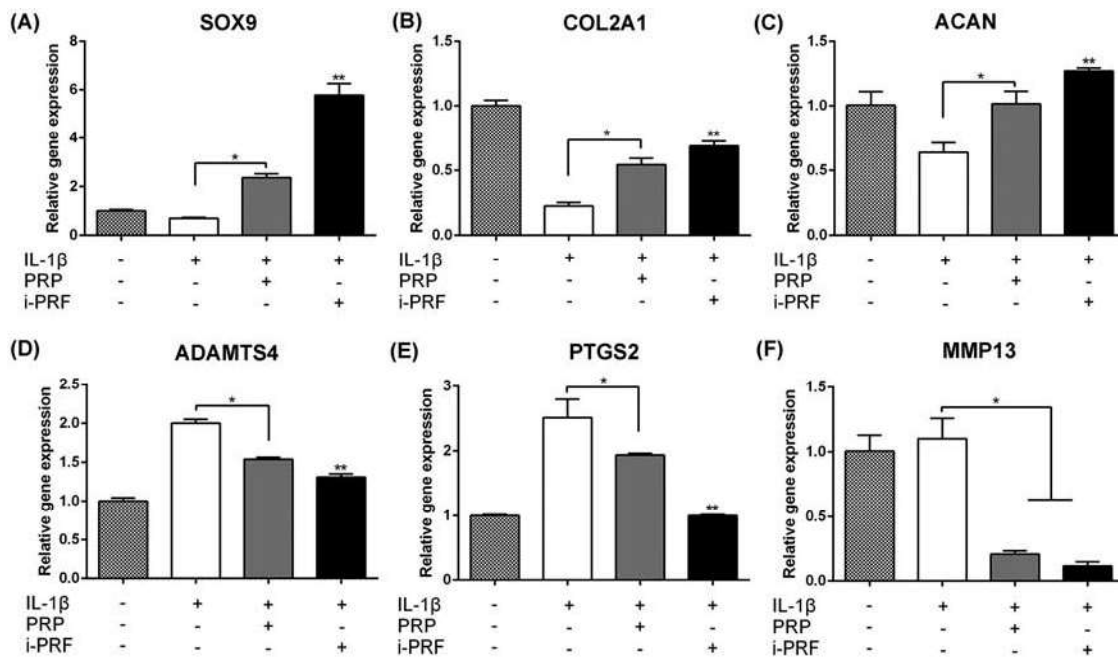 (A) SOX9
Relative gene expression
8
6
4
2
0
**
*
IL-1β - + + +
PRP - - + -
i-PRF - - - +
(B) COL2A1
Relative gene expression
1.5
1.0
0.5
0.0
*
**
IL-1β - + + +
PRP - - + -
i-PRF - - - +
(C) ACAN
Relative gene expression
1.5
1.0
0.5
0.0
*
**
IL-1β - + + +
PRP - - + -
i-PRF - - - +
(D) ADAMTS4
Relative gene expression
2.5
2.0
1.5
1.0
0.5
0.0
*
**
IL-1β - + + +
PRP - - + -
i-PRF - - - +
(E) PTGS2
Relative gene expression
3
2
1
0
*
**
IL-1β - + + +
PRP - - + -
i-PRF - - - +
(F) MMP13
Relative gene expression
1.5
1.0
0.5
0.0
*
IL-1β - + + +
PRP - - + -
i-PRF - - - +